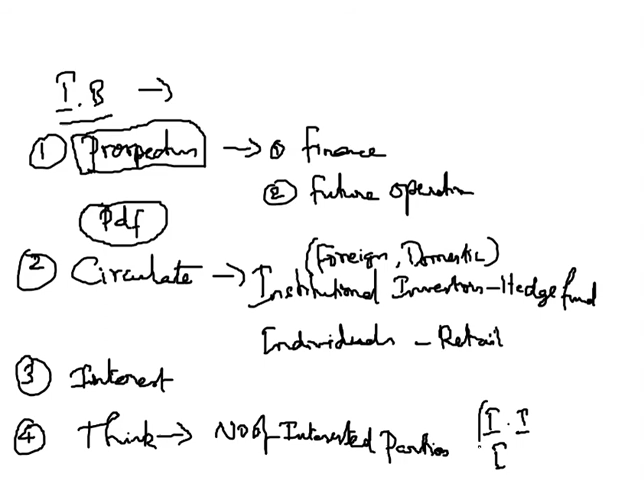 I.B →
① Prospectus → ① Finance
② Future operation
Pdf
(Foreign, Domestic)
② Circulate → Institutional Investors - Hedge fund
Individuals - Retail
③ Interest
④ Think → No of Interested Parties (I.I
I